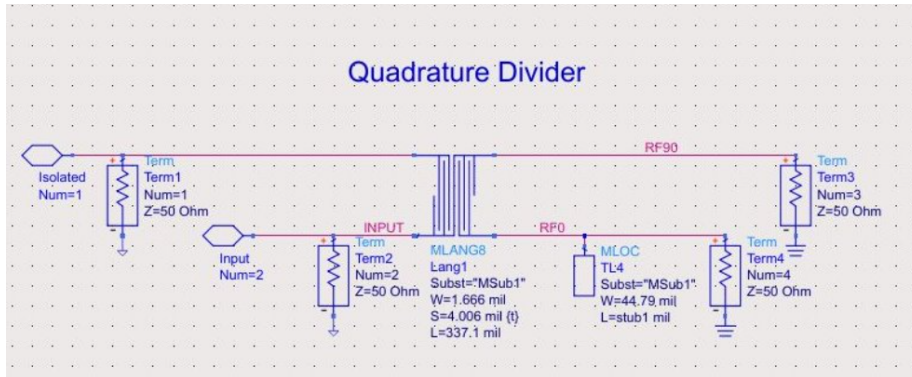 Quadrature Divider
Isolated
Num=1
Term
Term1
Num=1
Z=50 Ohm
RF90
Term
Term3
Num=3
Z=50 Ohm
Input
Num=2
INPUT
Term
Term2
Num=2
Z=50 Ohm
MLANG8
Lang1
Subst="MSub1"
W=1.666 mil
S=4.006 mil {t}
L=337.1 mil
RF0
MLOC
TL4
Subst="MSub1"
W=44.79 mil
L=stub1 mil
Term
Term4
Num=4
Z=50 Ohm